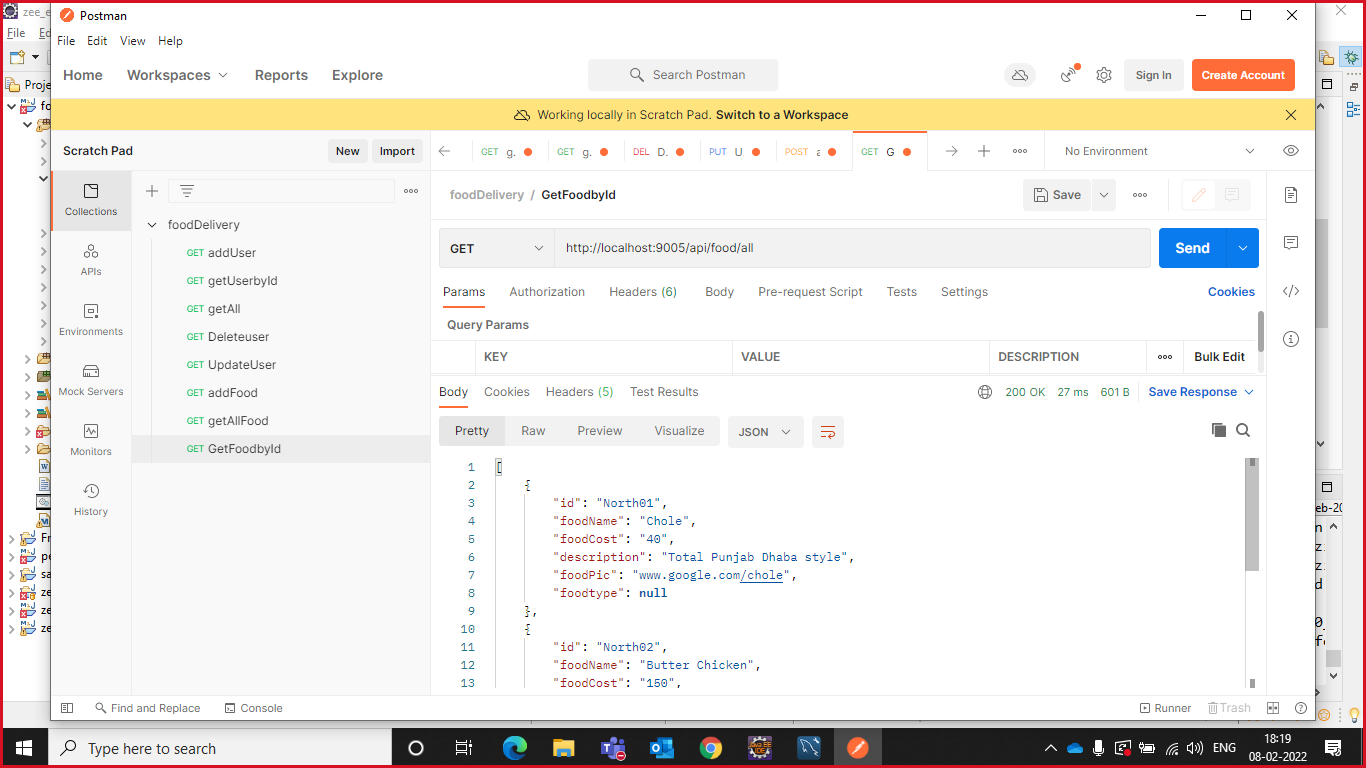 zee_e
Postman
File Edit View Help
File Ed
Home Workspaces Reports Explore
Search Postman
Sign In Create Account
Proje
Working locally in Scratch Pad. Switch to a Workspace
Scratch Pad New Import
GET g. GET g. DEL D. PUT U POST a GET G
No Environment
Collections
APIs
Environments
Mock Servers
Monitors
History
foodDelivery
GET addUser
GET getUserbyId
GET getAll
GET Deleteuser
GET UpdateUser
GET addFood
GET getAllFood
GET GetFoodbyId
foodDelivery / GetFoodbyId
Save
GET http://localhost:9005/api/food/all
Send
Params Authorization Headers (6) Body Pre-request Script Tests Settings Cookies
Query Params
KEY VALUE DESCRIPTION Bulk Edit
Body Cookies Headers (5) Test Results 200 OK 27 ms 601 B Save Response
Pretty Raw Preview Visualize JSON
1 [
2 {
3 "id": "North01",
4 "foodName": "Chole",
5 "foodCost": "40",
6 "description": "Total Punjab Dhaba style",
7 "foodPic": "www.google.com/chole",
8 "foodtype": null
9 },
10 {
11 "id": "North02",
12 "foodName": "Butter Chicken",
13 "foodCost": "150",
Find and Replace Console Runner Trash
Type here to search
ENG
18:19
08-02-2022